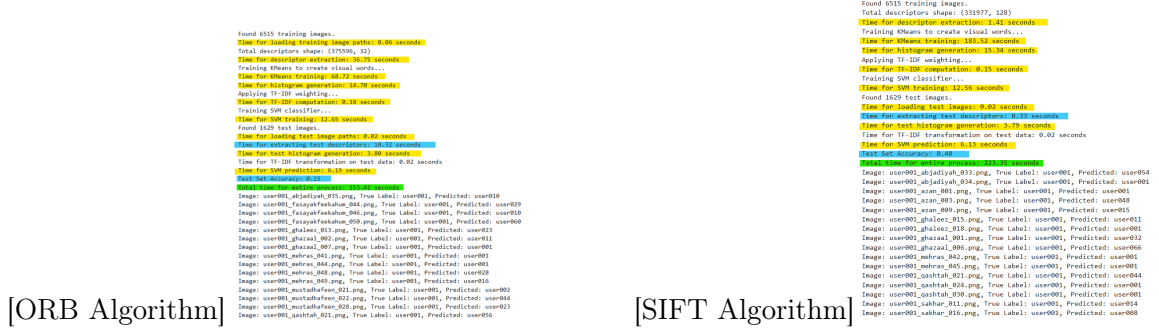 Found 6515 training images.
Time for loading training image paths: 0.06 seconds
Total descriptors shape: (375596, 32)
Time for descriptor extraction: 36.75 seconds
Training KMeans to create visual words...
Time for KMeans training: 68.72 seconds
Time for histogram generation: 14.70 seconds
Applying TF-IDF weighting...
Time for TF-IDF computation: 0.18 seconds
Training SVM classifier...
Time for SVM training: 12.65 seconds
Found 1629 test images.
Time for loading test image paths: 0.02 seconds
Time for extracting test descriptors: 10.32 seconds
Time for test histogram generation: 3.80 seconds
Time for TF-IDF transformation on test data: 0.02 seconds
Time for SVM prediction: 6.19 seconds
Test Set Accuracy: 0.15
Total time for entire process: 153.41 seconds
Image: user001_abjadiyah_035.png, True Label: user001, Predicted: user010
Image: user001_fasayakfeekahum_044.png, True Label: user001, Predicted: user029
Image: user001_fasayakfeekahum_046.png, True Label: user001, Predicted: user010
Image: user001_fasayakfeekahum_050.png, True Label: user001, Predicted: user060
Image: user001_ghaleez_013.png, True Label: user001, Predicted: user023
Image: user001_ghazaal_002.png, True Label: user001, Predicted: user011
Image: user001_ghazaal_007.png, True Label: user001, Predicted: user001
Image: user001_mehras_041.png, True Label: user001, Predicted: user001
Image: user001_mehras_044.png, True Label: user001, Predicted: user001
Image: user001_mehras_048.png, True Label: user001, Predicted: user028
Image: user001_mehras_049.png, True Label: user001, Predicted: user016
Image: user001_mustadhafeen_021.png, True Label: user001, Predicted: user002
Image: user001_mustadhafeen_022.png, True Label: user001, Predicted: user044
Image: user001_mustadhafeen_028.png, True Label: user001, Predicted: user023
Image: user001_qashtah_021.png, True Label: user001, Predicted: user056
[ORB Algorithm]
Found 6515 training images.
Total descriptors shape: (331977, 128)
Time for descriptor extraction: 1.41 seconds
Training KMeans to create visual words...
Time for KMeans training: 183.52 seconds
Time for histogram generation: 15.34 seconds
Applying TF-IDF weighting...
Time for TF-IDF computation: 0.15 seconds
Training SVM classifier...
Time for SVM training: 12.56 seconds
Found 1629 test images.
Time for loading test images: 0.02 seconds
Time for extracting test descriptors: 0.33 seconds
Time for test histogram generation: 3.79 seconds
Time for TF-IDF transformation on test data: 0.02 seconds
Time for SVM prediction: 6.13 seconds
Test Set Accuracy: 0.40
Total time for entire process: 223.35 seconds
Image: user001_abjadiyah_033.png, True Label: user001, Predicted: user054
Image: user001_abjadiyah_034.png, True Label: user001, Predicted: user001
Image: user001_azan_001.png, True Label: user001, Predicted: user001
Image: user001_azan_003.png, True Label: user001, Predicted: user048
Image: user001_azan_009.png, True Label: user001, Predicted: user015
Image: user001_ghaleez_015.png, True Label: user001, Predicted: user011
Image: user001_ghaleez_018.png, True Label: user001, Predicted: user001
Image: user001_ghazaal_001.png, True Label: user001, Predicted: user032
Image: user001_ghazaal_006.png, True Label: user001, Predicted: user066
Image: user001_mehras_042.png, True Label: user001, Predicted: user001
Image: user001_mehras_045.png, True Label: user001, Predicted: user001
Image: user001_qashtah_021.png, True Label: user001, Predicted: user044
Image: user001_qashtah_024.png, True Label: user001, Predicted: user001
Image: user001_qashtah_030.png, True Label: user001, Predicted: user001
Image: user001_sakhar_011.png, True Label: user001, Predicted: user014
Image: user001_sakhar_016.png, True Label: user001, Predicted: user008
[SIFT Algorithm]